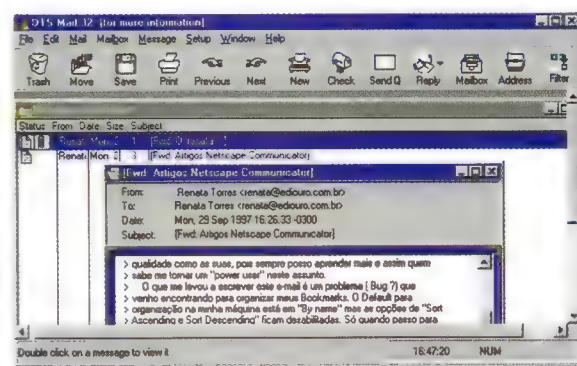 DTS Mail 32 [for more information]
File Edit Mail Mailbox Message Setup Window Help
Trash Move Save Print Previous Next New Check Send Q Reply Mailbox Address Filter
Status From Date Size Subject
Renat Mon 1
Renat Mon 3 [Fwd: Artigos Netscape Communicator]
[Fwd: Artigos Netscape Communicator]
From: Renata Torres <renata@ediouro.com.br>
To: Renata Torres <renata@ediouro.com.br>
Date: Mon, 29 Sep 1997 16:26:33 -0300
Subject: [Fwd: Artigos Netscape Communicator]
> qualidade como as suas, pois sempre posso aprender mais e assim quem
> sabe me tornar um "power user" neste assunto.
> O que me levou a escrever este e-mail é um problema ( Bug ?) que
> venho encontrando para organizar meus Bookmarks. O Default para
> organização na minha máquina está em "By name" mas as opções de "Sort
> Ascending e Sort Descending" ficam desabilitadas. Só quando passo para
Double click on a message to view it 16:47:20 NUM